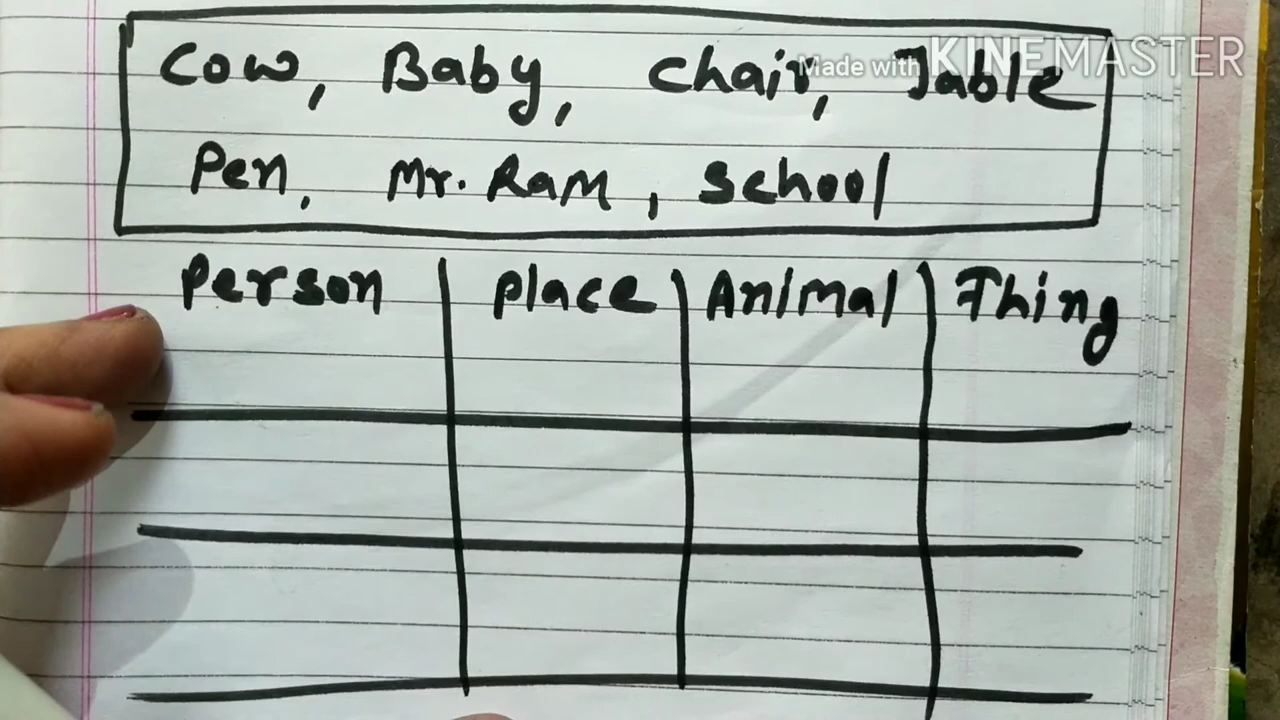 Cow, Baby, Chair, Table
Made with KINEMASTER
Pen, Mr. Ram, School
Person Place Animal Thing